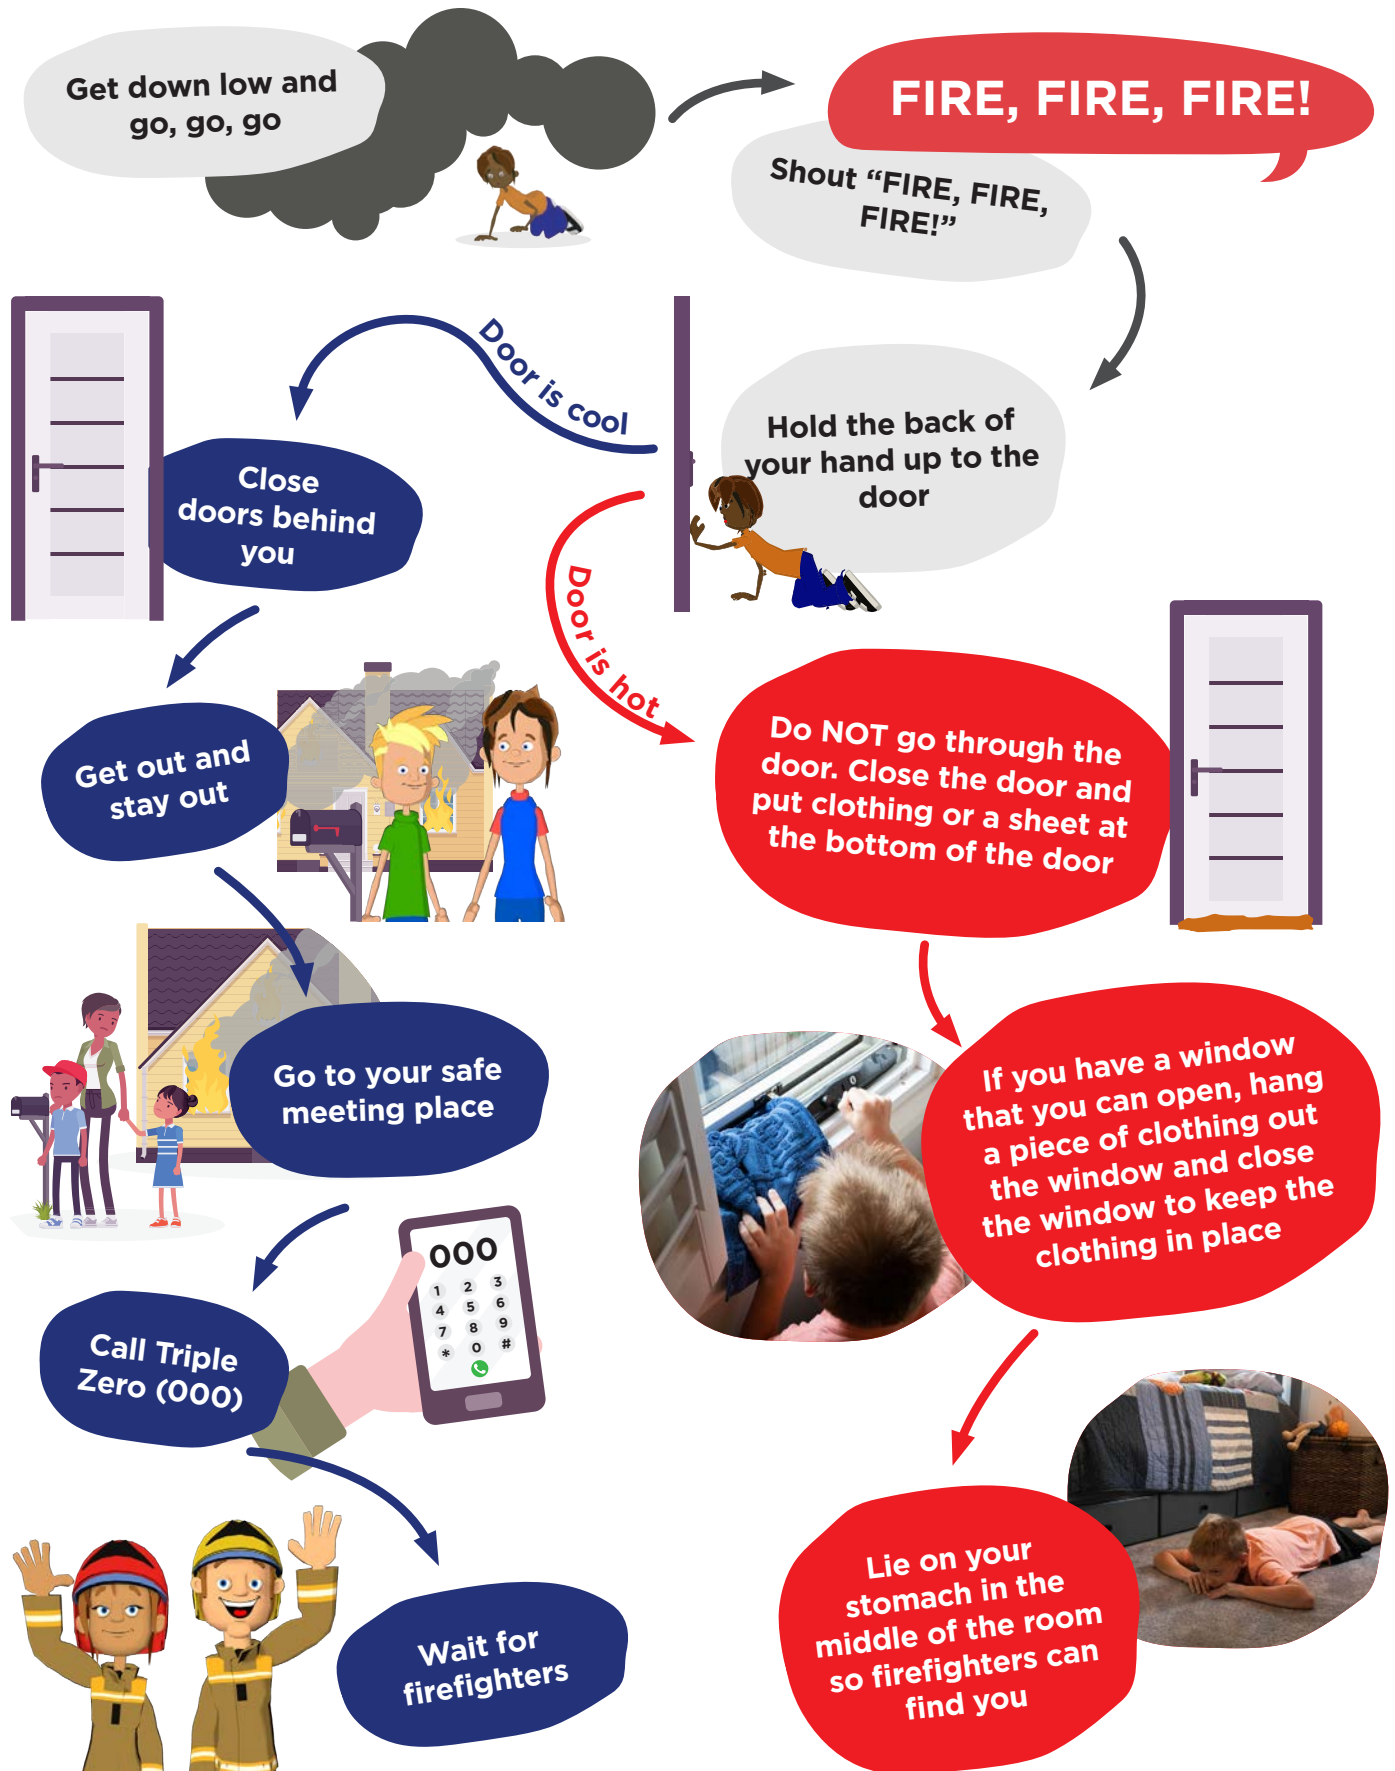 Get down low and
go, go, go
FIRE, FIRE, FIRE!
Shout “FIRE, FIRE,
FIRE!”
Hold the back of
your hand up to the
door
Door is cool
Close
doors behind
you
Get out and
stay out
Go to your safe
meeting place
Call Triple
Zero (000)
000
1 2 3
4 5 6
7 8 9
* 0 #
Wait for
firefighters
Door is hot
Do NOT go through the
door. Close the door and
put clothing or a sheet at
the bottom of the door
If you have a window
that you can open, hang
a piece of clothing out
the window and close
the window to keep the
clothing in place
Lie on your
stomach in the
middle of the room
so firefighters can
find you